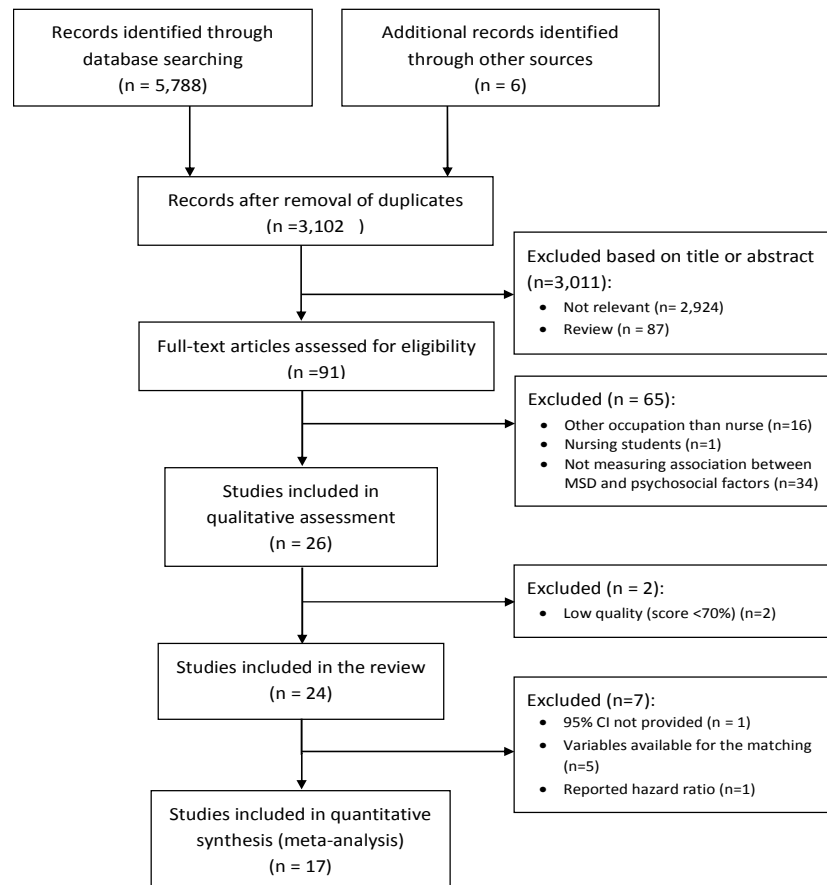 Records identified through
database searching
(n = 5,788)
Additional records identified
through other sources
(n = 6)
Records after removal of duplicates
(n =3,102 )
Excluded based on title or abstract
(n=3,011):
• Not relevant (n= 2,924)
• Review (n = 87)
Full-text articles assessed for eligibility
(n =91)
Excluded (n = 65):
• Other occupation than nurse (n=16)
• Nursing students (n=1)
• Not measuring association between
MSD and psychosocial factors (n=34)
Studies included in
qualitative assessment
(n = 26)
Excluded (n = 2):
• Low quality (score <70%) (n=2)
Studies included in the review
(n = 24)
Excluded (n=7):
• 95% CI not provided (n = 1)
• Variables available for the matching
(n=5)
• Reported hazard ratio (n=1)
Studies included in quantitative
synthesis (meta-analysis)
(n = 17)